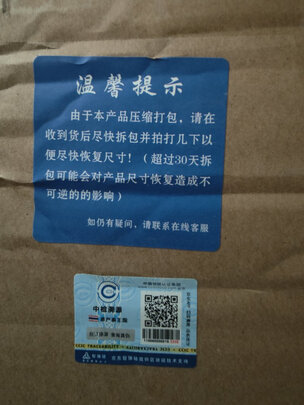 温馨提示
由于本产品压缩打包，请在
收到货后尽快拆包并拍打几下以
便尽快恢复尺寸！（超过30天拆
包可能会对产品尺寸恢复造成不
可逆的的影响）
如仍有疑问、请联系在线客服
中检溯源